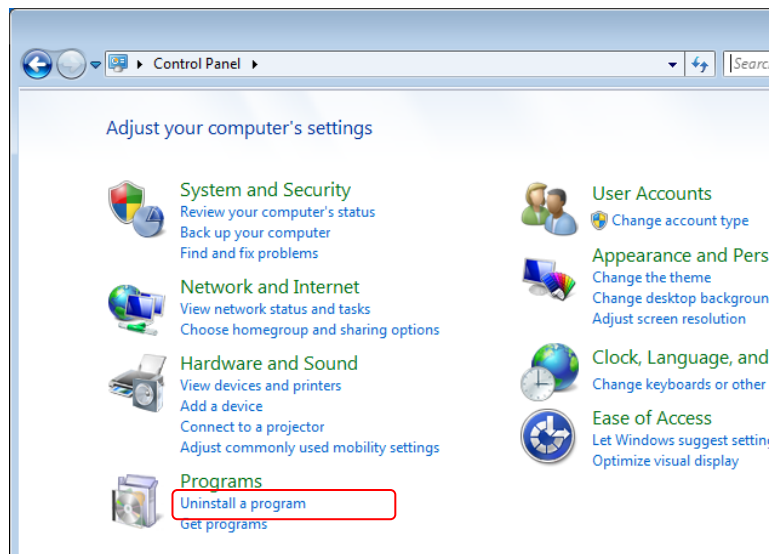 Control Panel
Searc
Adjust your computer's settings
System and Security
Review your computer's status
Back up your computer
Find and fix problems
Network and Internet
View network status and tasks
Choose homegroup and sharing options
Hardware and Sound
View devices and printers
Add a device
Connect to a projector
Adjust commonly used mobility settings
Programs
Uninstall a program
Get programs
User Accounts
Change account type
Appearance and Pers
Change the theme
Change desktop backgroun
Adjust screen resolution
Clock, Language, and
Change keyboards or other
Ease of Access
Let Windows suggest setting
Optimize visual display